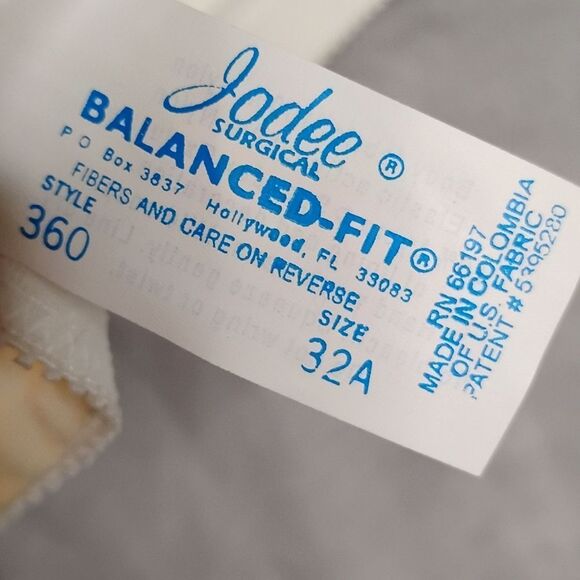 Jodee ®
SURGICAL
BALANCED-FIT®
P O Box 3837 Hollywood, FL 33083
FIBERS AND CARE ON REVERSE
STYLE SIZE
360 32A
RN 66197
MADE IN COLOMBIA
OF U.S. FABRIC
PATENT # 5395280